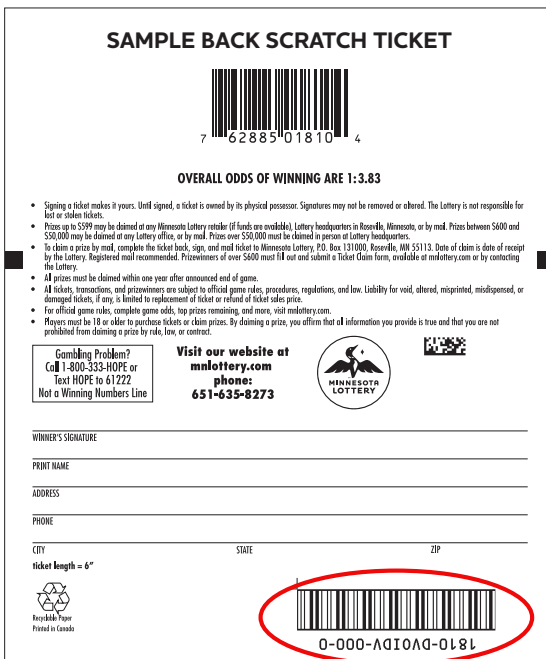 SAMPLE BACK SCRATCH TICKET
7 62885 01810 4
OVERALL ODDS OF WINNING ARE 1:3.83
• Signing a ticket makes it yours. Until signed, a ticket is owned by its physical possessor. Signatures may not be removed or altered. The Lottery is not responsible for
lost or stolen tickets.
• Prizes up to $599 may be claimed at any Minnesota Lottery retailer (if funds are available), Lottery headquarters in Roseville, Minnesota, or by mail. Prizes between $600 and
$50,000 may be claimed at any Lottery office, or by mail. Prizes over $50,000 must be claimed in person at Lottery headquarters.
• To claim a prize by mail, complete the ticket back, sign, and mail ticket to Minnesota Lottery, P.O. Box 131000, Roseville, MN 55113. Date of claim is date of receipt
by the Lottery. Registered mail recommended. Prizewinners of over $600 must fill out and submit a Ticket Claim form, available at mnlottery.com or by contacting
the Lottery.
• All prizes must be claimed within one year after announced end of game.
• All tickets, transactions, and prizewinners are subject to official game rules, procedures, regulations, and law. Liability for void, altered, misprinted, misdispensed, or
damaged tickets, if any, is limited to replacement of ticket or refund of ticket sales price.
• For official game rules, complete game odds, top prizes remaining, and more, visit mnlottery.com.
• Players must be 18 or older to purchase tickets or claim prizes. By claiming a prize, you affirm that all information you provide is true and that you are not
prohibited from claiming a prize by rule, law, or contract.
Gambling Problem?
Call 1-800-333-HOPE or
Text HOPE to 61222
Not a Winning Numbers Line
Visit our website at
mnlottery.com
phone:
651-635-8273
MINNESOTA
LOTTERY
WINNER'S SIGNATURE
PRINT NAME
ADDRESS
PHONE
CITY STATE ZIP
ticket length = 6"
Recyclable Paper
Printed in Canada
1810-DVOIDV-000-0